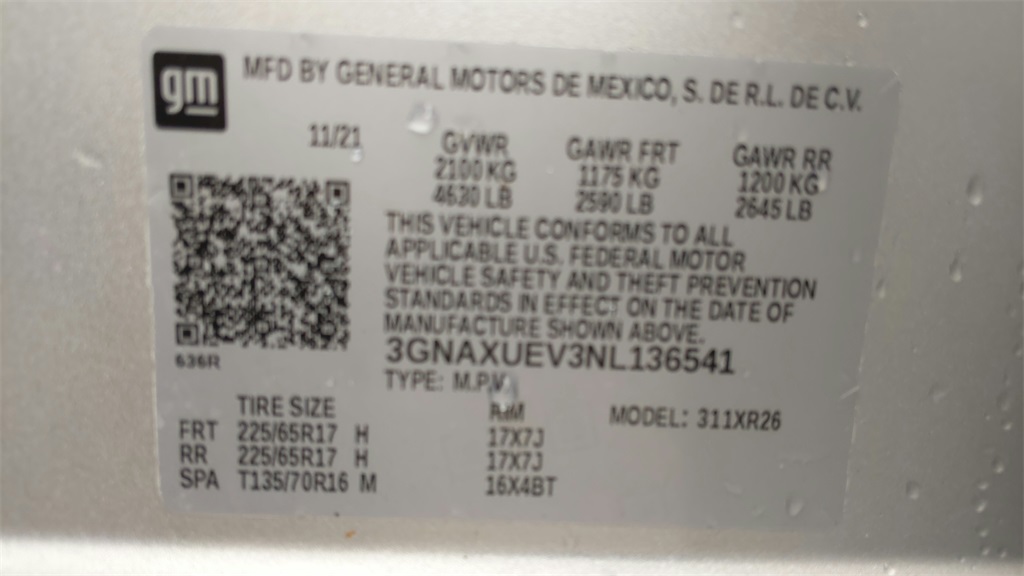 gm MFD BY GENERAL MOTORS DE MEXICO, S. DE R.L. DE C.V.
11/21 GVWR GAWR FRT GAWR RR
2100 KG 1175 KG 1200 KG
4630 LB 2590 LB 2645 LB
THIS VEHICLE CONFORMS TO ALL
APPLICABLE U.S. FEDERAL MOTOR
VEHICLE SAFETY AND THEFT PREVENTION
STANDARDS IN EFFECT ON THE DATE OF
MANUFACTURE SHOWN ABOVE.
636R
3GNAXUEV3NL136541
TYPE: M.P.V.
TIRE SIZE RIM MODEL: 311XR26
FRT 225/65R17 H 17X7J
RR 225/65R17 H 17X7J
SPA T135/70R16 M 16X4BT